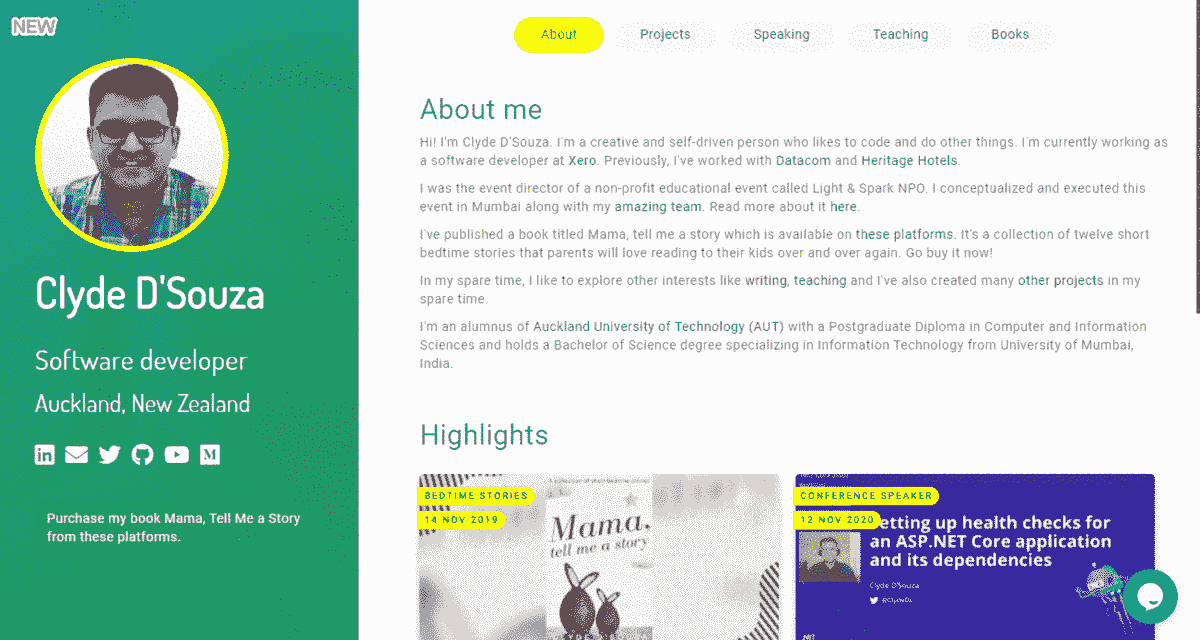 NEW
Clyde D'Souza
Software developer
Auckland, New Zealand
Purchase my book Mama, Tell Me a Story
from these platforms.
About
Projects
Speaking
Teaching
Books
About me
Hi! I'm Clyde D'Souza. I'm a creative and self-driven person who likes to code and do other things. I'm currently working as
a software developer at Xero. Previously, I've worked with Datacom and Heritage Hotels.
I was the event director of a non-profit educational event called Light & Spark NPO. I conceptualized and executed this
event in Mumbai along with my amazing team. Read more about it here.
I've published a book titled Mama, tell me a story which is available on these platforms. It's a collection of twelve short
bedtime stories that parents will love reading to their kids over and over again. Go buy it now!
In my spare time, I like to explore other interests like writing, teaching and I've also created many other projects in my
spare time.
I'm an alumnus of Auckland University of Technology (AUT) with a Postgraduate Diploma in Computer and Information
Sciences and holds a Bachelor of Science degree specializing in Information Technology from University of Mumbai,
India.
Highlights
BEDTIME STORIES
14 NOV 2019
Mama,
tell me a story
CLYDE D'SOUZA
CONFERENCE SPEAKER
12 NOV 2020
etting up health checks for
an ASP.NET Core application
and its dependencies
Clyde D'Souza
.NET